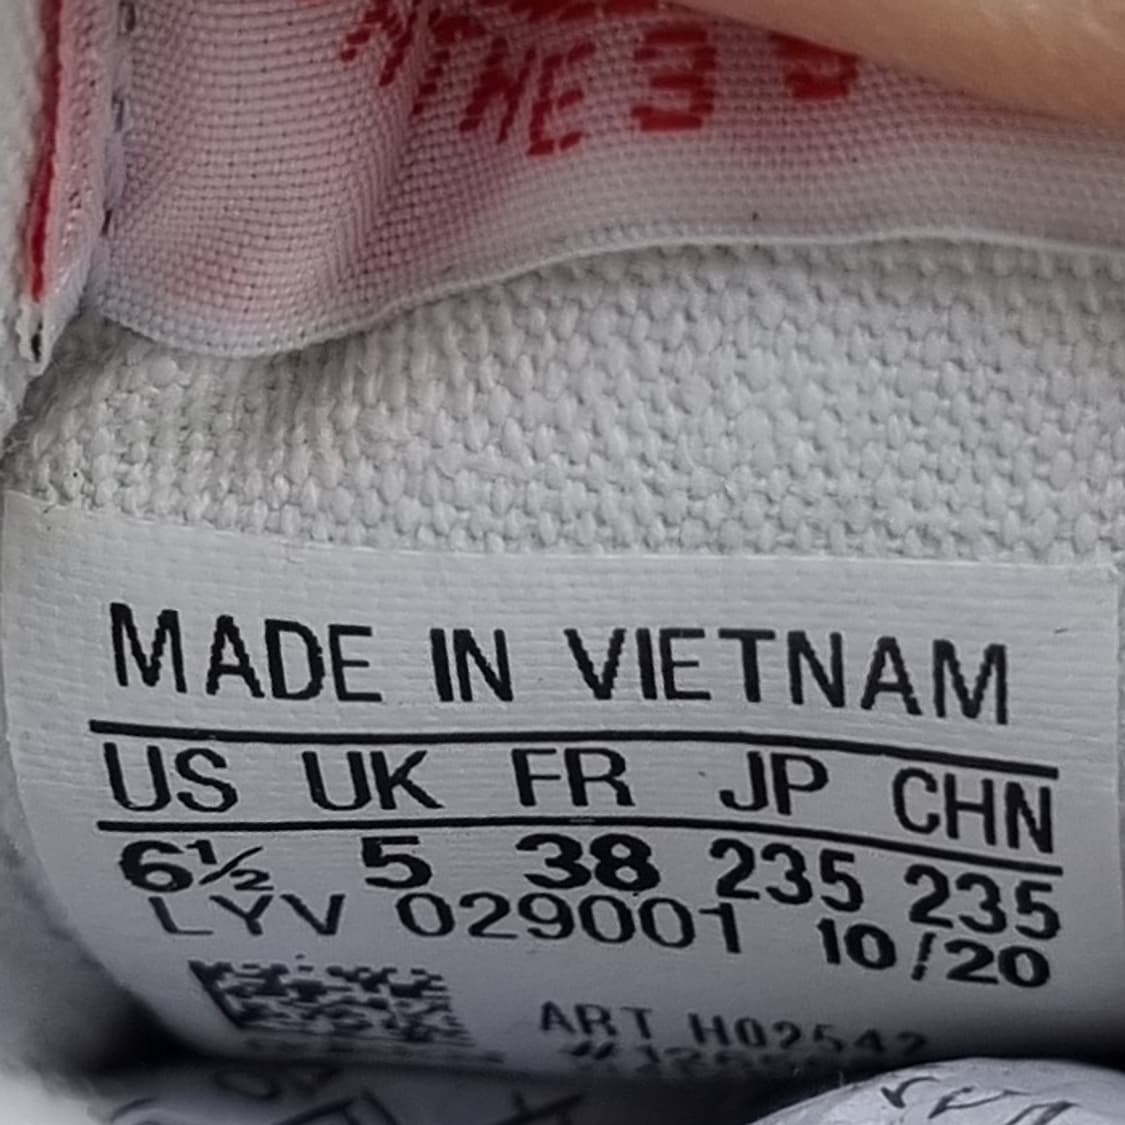 MADE IN VIETNAM
US UK FR JP CHN
6½ 5 38 235 235
LYV 029001 10/20
ART H02542